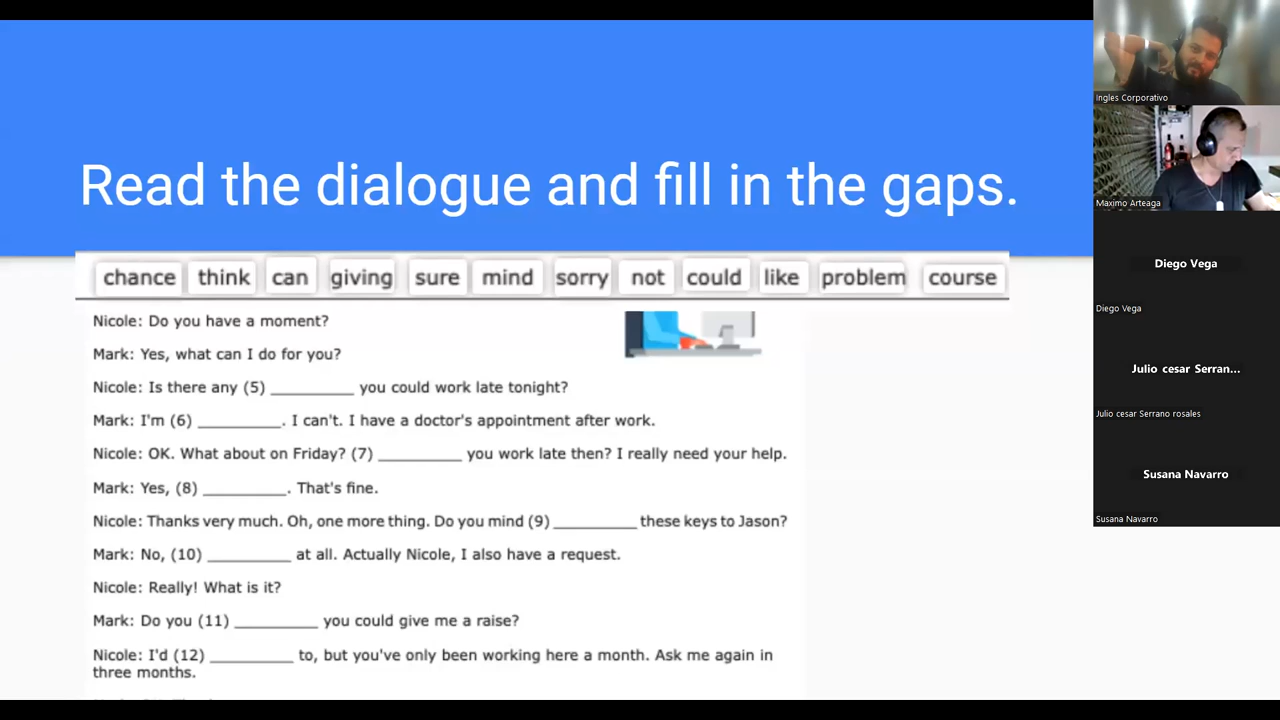 Read the dialogue and fill in the gaps.
chance think can giving sure mind sorry not could like problem course
Nicole: Do you have a moment?
Mark: Yes, what can I do for you?
Nicole: Is there any (5) __________ you could work late tonight?
Mark: I'm (6) __________. I can't. I have a doctor's appointment after work.
Nicole: OK. What about on Friday? (7) __________ you work late then? I really need your help.
Mark: Yes, (8) __________. That's fine.
Nicole: Thanks very much. Oh, one more thing. Do you mind (9) __________ these keys to Jason?
Mark: No, (10) __________ at all. Actually Nicole, I also have a request.
Nicole: Really! What is it?
Mark: Do you (11) __________ you could give me a raise?
Nicole: I'd (12) __________ to, but you've only been working here a month. Ask me again in
three months.
Ingles Corporativo
Maximo Arteaga
Diego Vega
Diego Vega
Julio cesar Serran...
Julio cesar Serrano rosales
Susana Navarro
Susana Navarro